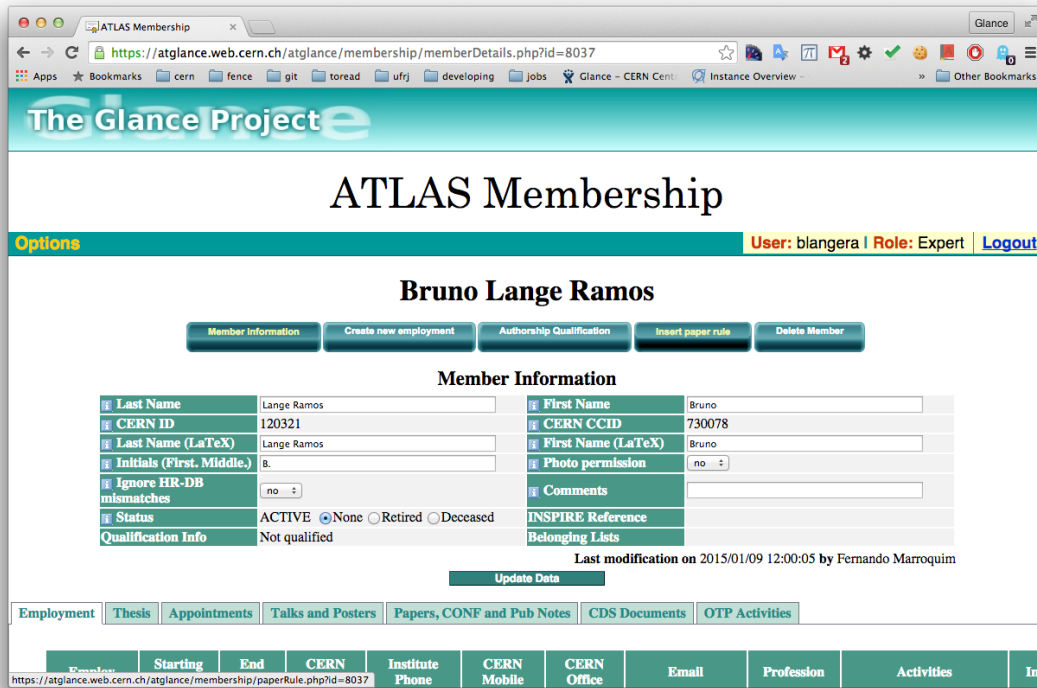 ATLAS Membership
Glance
https://atglance.web.cern.ch/atglance/membership/memberDetails.php?id=8037
Apps Bookmarks cern fence git toread ufrj developing jobs Glance - CERN Cent Instance Overview - » Other Bookmarks
The Glance Project
Glance
ATLAS Membership
Options User: blangera | Role: Expert Logout
Bruno Lange Ramos
Member Information Create new employment Authorship Qualification Insert paper rule Delete Member
Member Information
Last Name Lange Ramos First Name Bruno
CERN ID 120321 CERN CCID 730078
Last Name (LaTeX) Lange Ramos First Name (LaTeX) Bruno
Initials (First. Middle.) B. Photo permission no
Ignore HR-DB mismatches no Comments
Status ACTIVE None Retired Deceased INSPIRE Reference
Qualification Info Not qualified Belonging Lists
Last modification on 2015/01/09 12:00:05 by Fernando Marroquim
Update Data
Employment Thesis Appointments Talks and Posters Papers, CONF and Pub Notes CDS Documents OTP Activities
Employ Starting End CERN Institute Phone CERN Mobile CERN Office Email Profession Activities In
https://atglance.web.cern.ch/atglance/membership/paperRule.php?id=8037